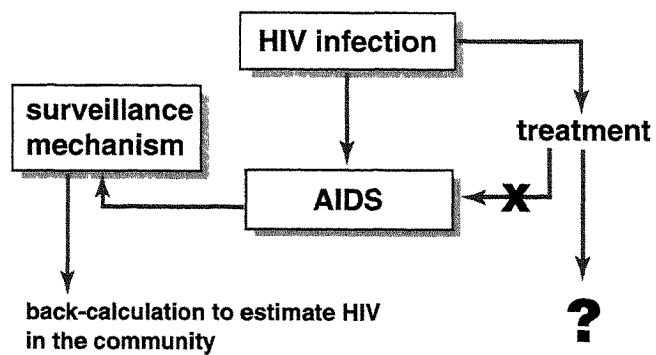 HIV infection
surveillance
mechanism
treatment
AIDS
X
back-calculation to estimate HIV
in the community
?